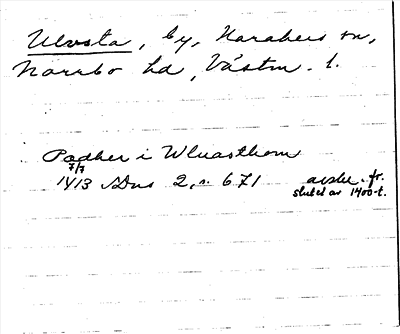 Ulvsta, by, Harakers sn,
Norrbo hd, Västm. l.
Padher i Wluasthom
7/7
1413 SDns 2, s. 671 avskr. fr.
slutet av 1400-t.